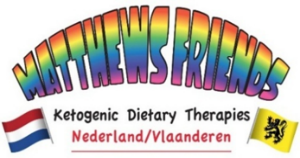 MATTHEWS FRIENDS
Ketogenic Dietary Therapies
Nederland/Vlaanderen